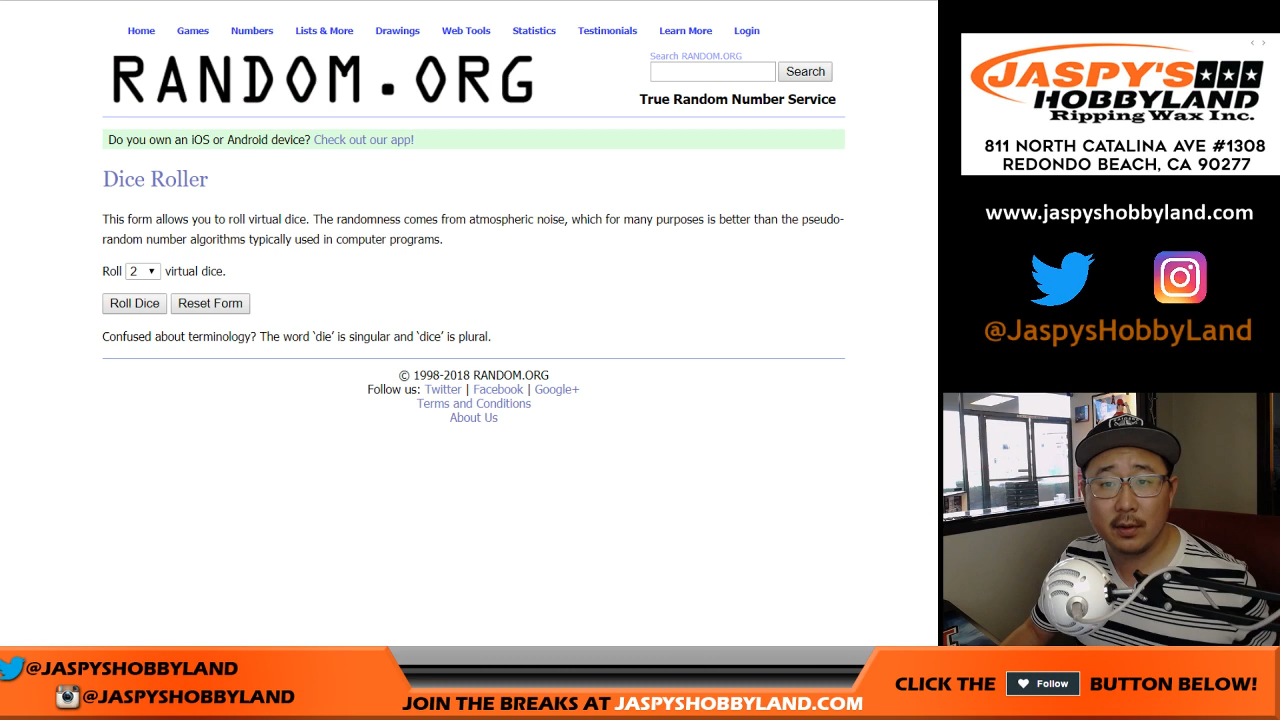 Home Games Numbers Lists & More Drawings Web Tools Statistics Testimonials Learn More Login
RANDOM.ORG
Search RANDOM.ORG
Search
True Random Number Service
Do you own an iOS or Android device? Check out our app!
Dice Roller
This form allows you to roll virtual dice. The randomness comes from atmospheric noise, which for many purposes is better than the pseudo-
random number algorithms typically used in computer programs.
Roll 2 virtual dice.
Roll Dice Reset Form
Confused about terminology? The word ‘die’ is singular and ‘dice’ is plural.
© 1998-2018 RANDOM.ORG
Follow us: Twitter | Facebook | Google+
Terms and Conditions
About Us
JASPY'S
HOBBYLAND
Ripping Wax Inc.
811 NORTH CATALINA AVE #1308
REDONDO BEACH, CA 90277
www.jaspyshobbyland.com
@JaspysHobbyLand
@JASPYSHOBBYLAND
@JASPYSHOBBYLAND
JOIN THE BREAKS AT JASPYSHOBBYLAND.COM
CLICK THE Follow BUTTON BELOW!